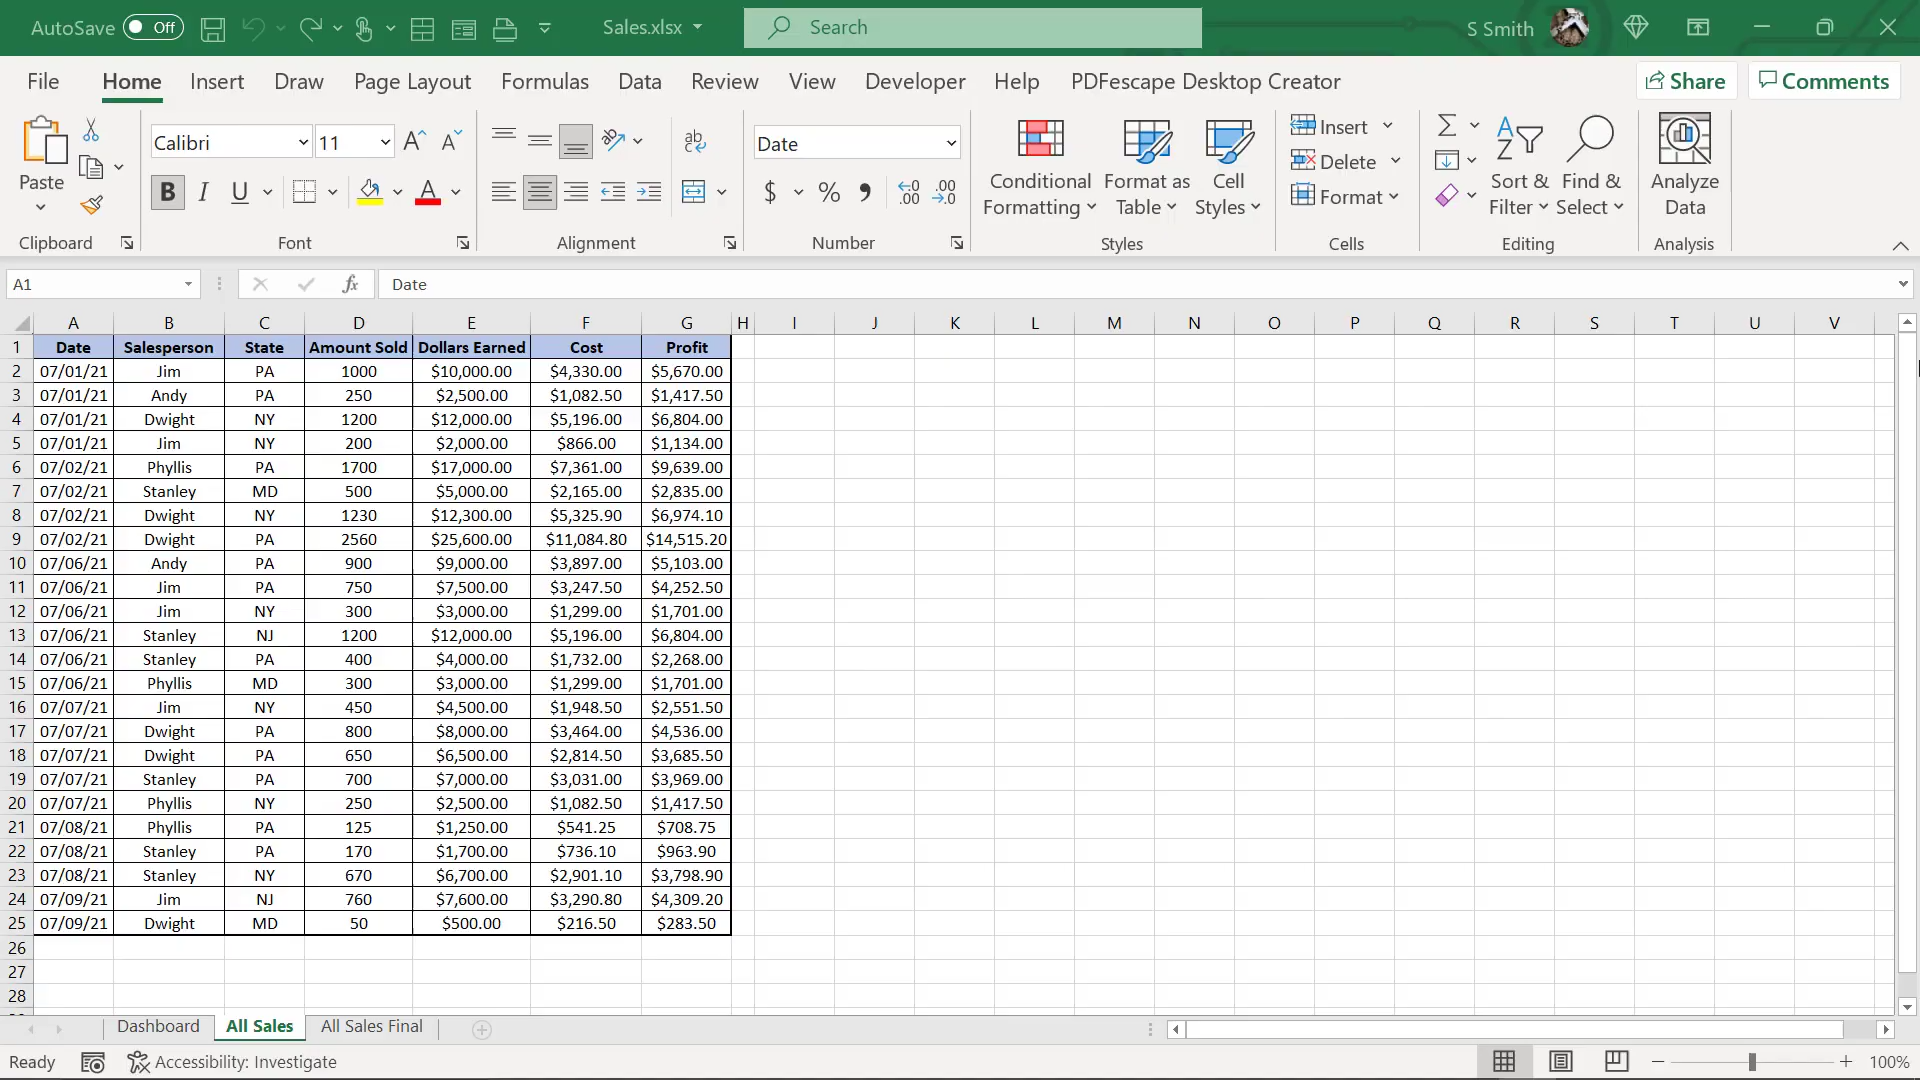 AutoSave Off Sales.xlsx Search S Smith
File Home Insert Draw Page Layout Formulas Data Review View Developer Help PDFescape Desktop Creator Share Comments
Paste
Calibri 11 A^ A˅
B I U A
ab
Date
$ % , .00 .00
Conditional Formatting
Format as Table
Cell Styles
Insert
Delete
Format
Sort & Filter
Find & Select
Analyze Data
Clipboard Font Alignment Number Styles Cells Editing Analysis
A1 fx Date
A B C D E F G H I J K L M N O P Q R S T U V
1 Date Salesperson State Amount Sold Dollars Earned Cost Profit
2 07/01/21 Jim PA 1000 $10,000.00 $4,330.00 $5,670.00
3 07/01/21 Andy PA 250 $2,500.00 $1,082.50 $1,417.50
4 07/01/21 Dwight NY 1200 $12,000.00 $5,196.00 $6,804.00
5 07/01/21 Jim NY 200 $2,000.00 $866.00 $1,134.00
6 07/02/21 Phyllis PA 1700 $17,000.00 $7,361.00 $9,639.00
7 07/02/21 Stanley MD 500 $5,000.00 $2,165.00 $2,835.00
8 07/02/21 Dwight NY 1230 $12,300.00 $5,325.90 $6,974.10
9 07/02/21 Dwight PA 2560 $25,600.00 $11,084.80 $14,515.20
10 07/06/21 Andy PA 900 $9,000.00 $3,897.00 $5,103.00
11 07/06/21 Jim PA 750 $7,500.00 $3,247.50 $4,252.50
12 07/06/21 Jim NY 300 $3,000.00 $1,299.00 $1,701.00
13 07/06/21 Stanley NJ 1200 $12,000.00 $5,196.00 $6,804.00
14 07/06/21 Stanley PA 400 $4,000.00 $1,732.00 $2,268.00
15 07/06/21 Phyllis MD 300 $3,000.00 $1,299.00 $1,701.00
16 07/07/21 Jim NY 450 $4,500.00 $1,948.50 $2,551.50
17 07/07/21 Dwight PA 800 $8,000.00 $3,464.00 $4,536.00
18 07/07/21 Dwight PA 650 $6,500.00 $2,814.50 $3,685.50
19 07/07/21 Stanley PA 700 $7,000.00 $3,031.00 $3,969.00
20 07/07/21 Phyllis NY 250 $2,500.00 $1,082.50 $1,417.50
21 07/08/21 Phyllis PA 125 $1,250.00 $541.25 $708.75
22 07/08/21 Stanley PA 170 $1,700.00 $736.10 $963.90
23 07/08/21 Stanley NY 670 $6,700.00 $2,901.10 $3,798.90
24 07/09/21 Jim NJ 760 $7,600.00 $3,290.80 $4,309.20
25 07/09/21 Dwight MD 50 $500.00 $216.50 $283.50
26
27
28
Dashboard All Sales All Sales Final
Ready Accessibility: Investigate 100%